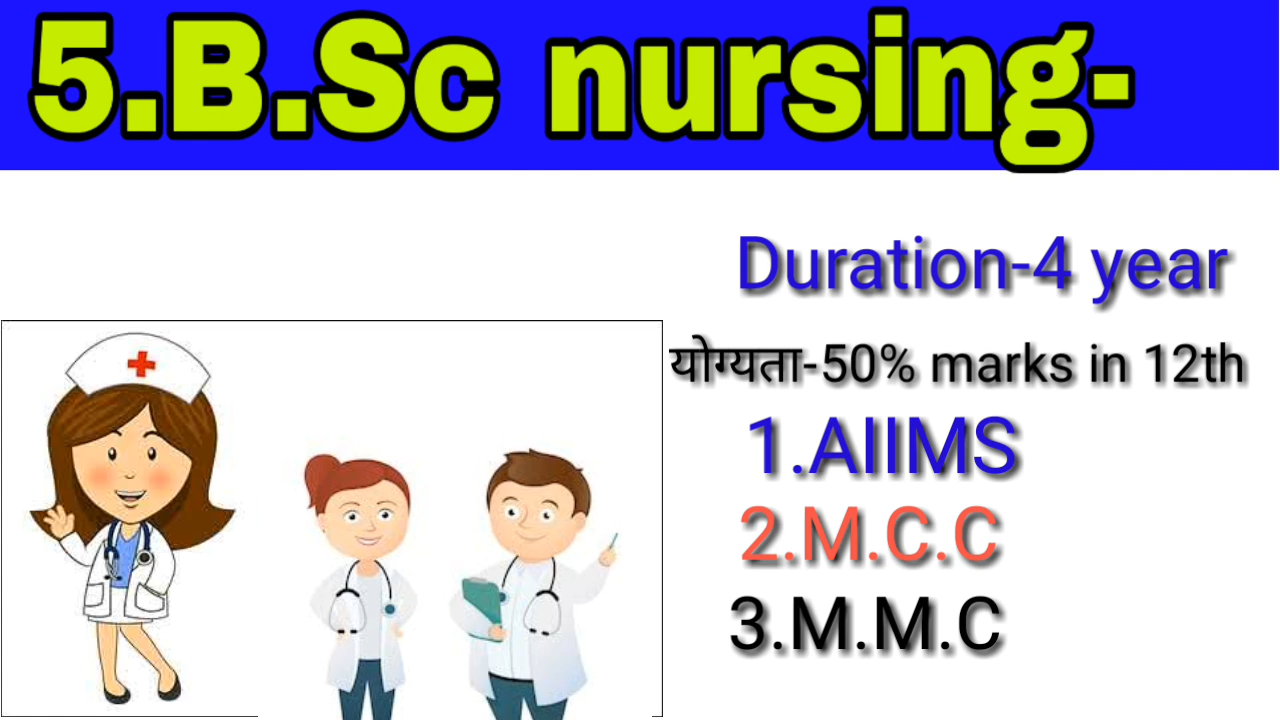 5.B.Sc nursing-
Duration-4 year
योग्यता-50% marks in 12th
1.AIIMS
2.M.C.C
3.M.M.C